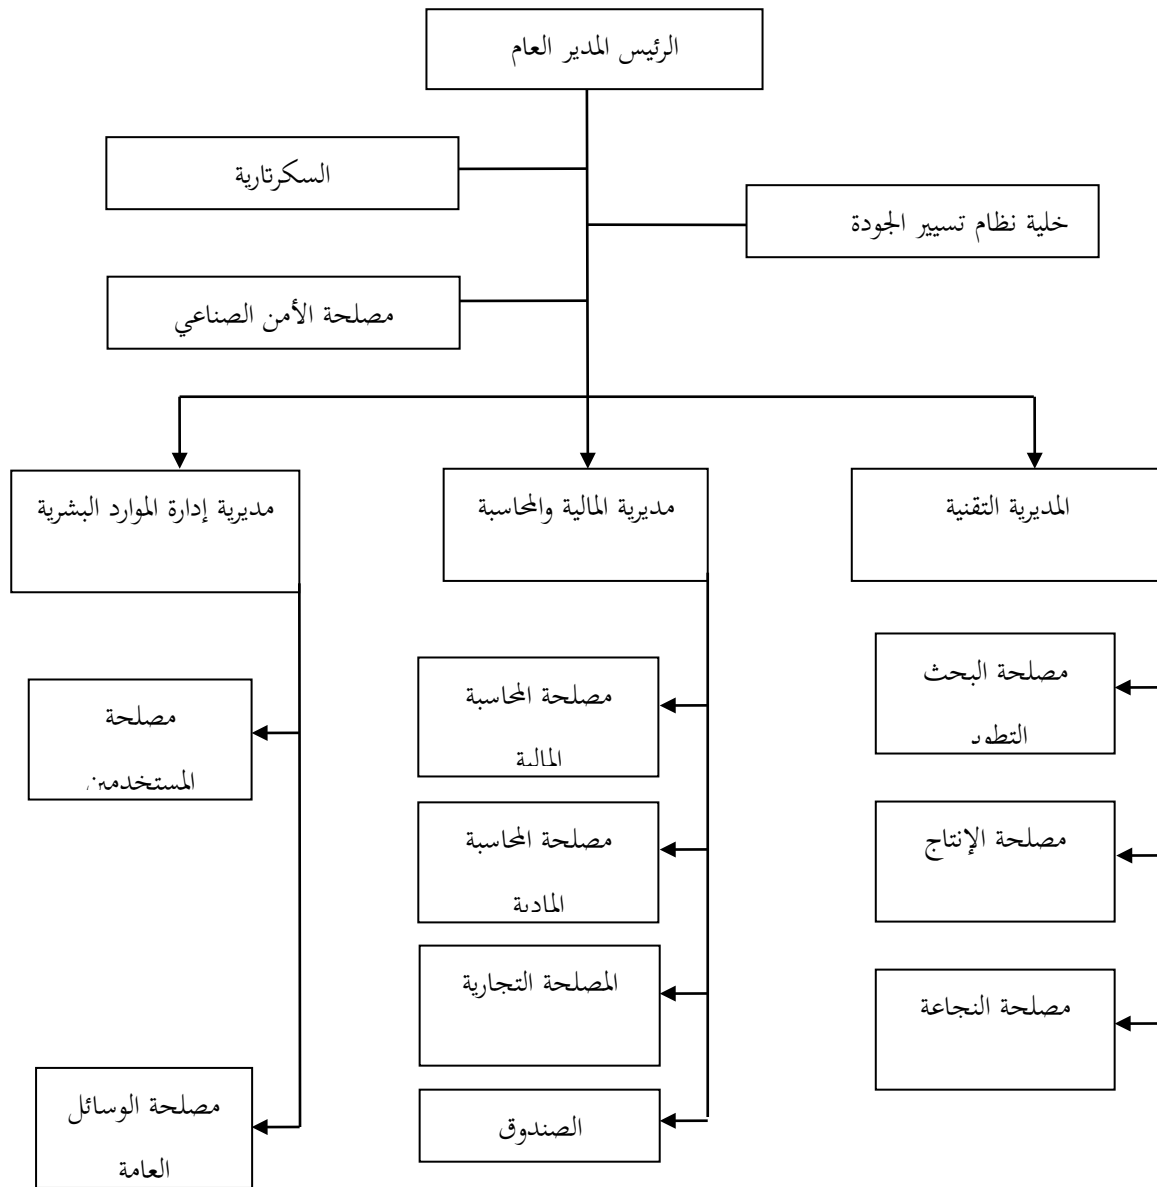 الرئيس المدير العام
السكرتارية
خلية نظام تسيير الجودة
مصلحة الأمن الصناعي
المديرية التقنية
مديرية المالية والمحاسبة
مديرية إدارة الموارد البشرية
مصلحة البحث
التطور
مصلحة الإنتاج
مصلحة النجاعة
مصلحة المحاسبة
المالية
مصلحة المحاسبة
المادية
المصلحة التجارية
الصندوق
مصلحة
المستخدمين
مصلحة الوسائل
العامة